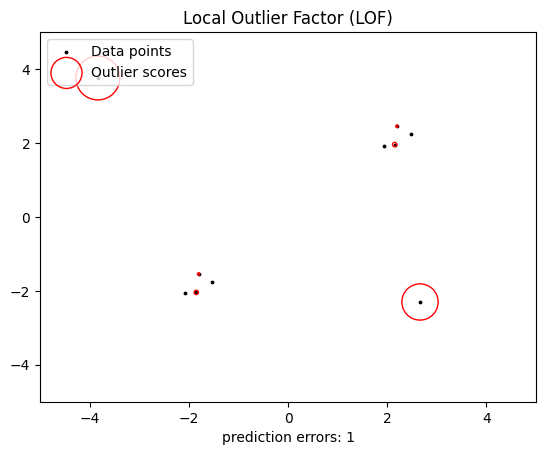 Local Outlier Factor (LOF)
Data points
Outlier scores
4
2
0
−2
−4
−4
−2
0
2
4
prediction errors: 1